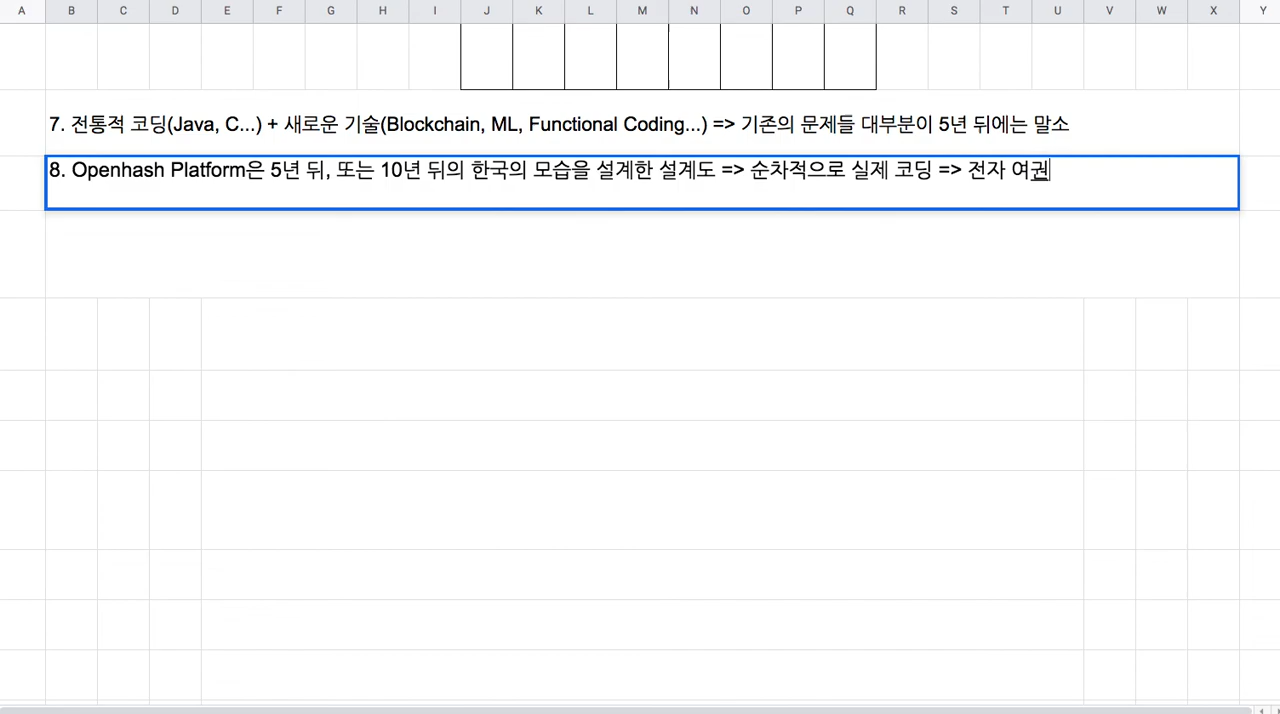 A B C D E F G H I J K L M N O P Q R S T U V W X Y
7. 전통적 코딩(Java, C...) + 새로운 기술(Blockchain, ML, Functional Coding...) => 기존의 문제들 대부분이 5년 뒤에는 말소
8. Openhash Platform은 5년 뒤, 또는 10년 뒤의 한국의 모습을 설계한 설계도 => 순차적으로 실제 코딩 => 전자 여권